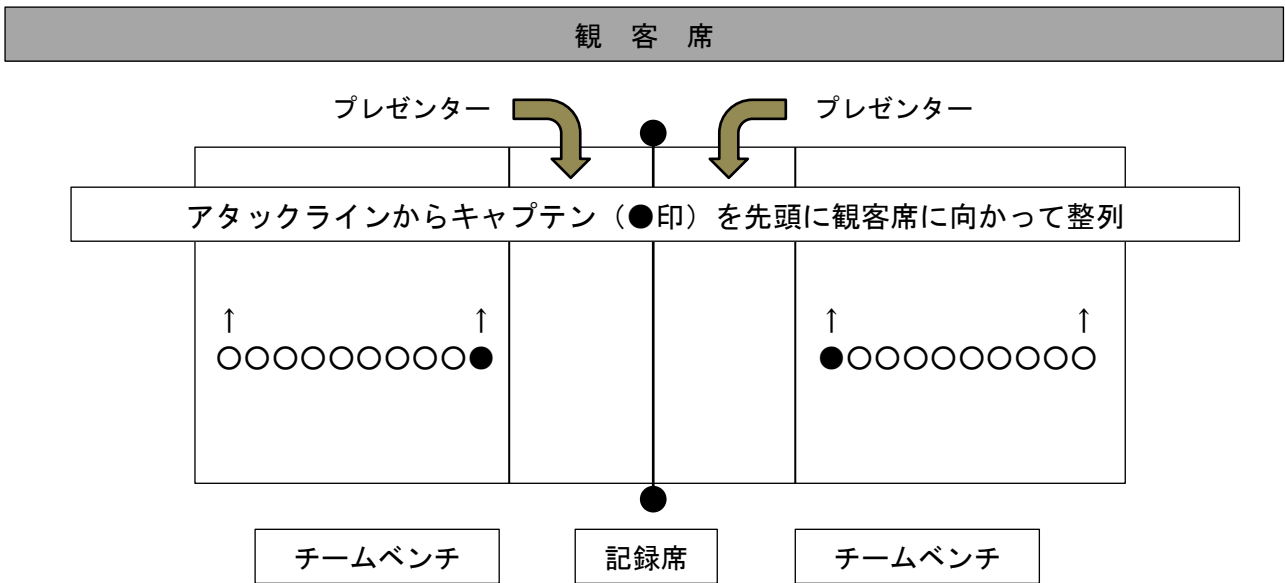 観 客 席
プレゼンター プレゼンター
アタックラインからキャプテン（●印）を先頭に観客席に向かって整列
↑ ↑ ↑ ↑
○○○○○○○○○● ●○○○○○○○○○
チームベンチ 記録席 チームベンチ